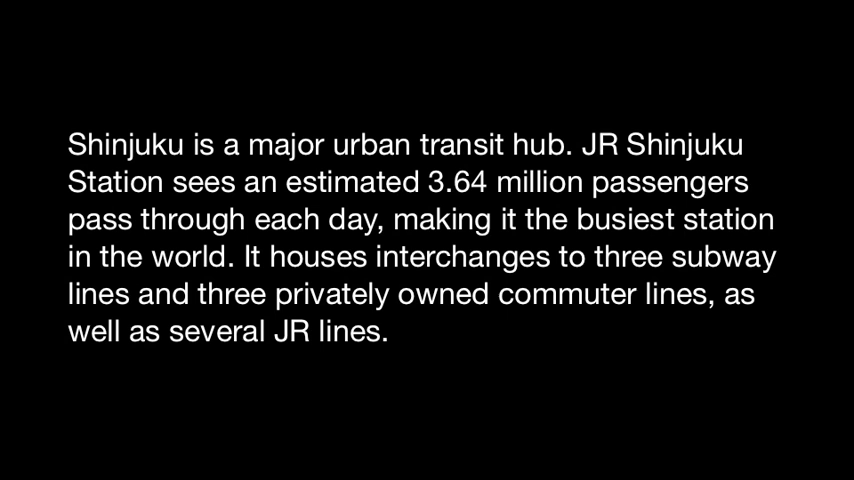 Shinjuku is a major urban transit hub. JR Shinjuku
Station sees an estimated 3.64 million passengers
pass through each day, making it the busiest station
in the world. It houses interchanges to three subway
lines and three privately owned commuter lines, as
well as several JR lines.